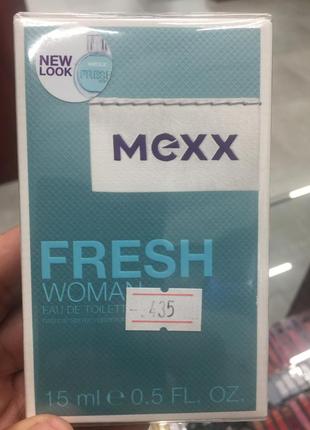 NEW
LOOK
MEXX
FRESH
WOMAN
EAU DE TOILETTE
435
15 ml e 0.5 FL. OZ.